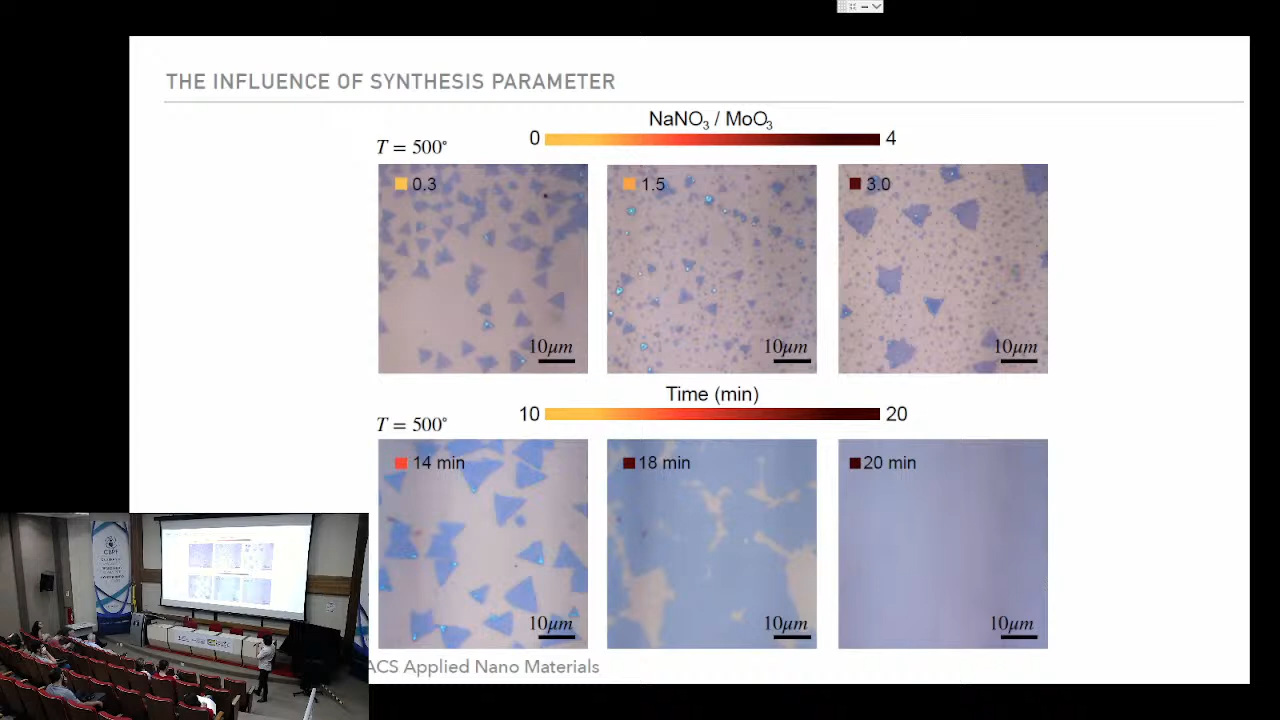 THE INFLUENCE OF SYNTHESIS PARAMETER
NaNO₃ / MoO₃
0 4
T = 500°
0.3 1.5 3.0
10μm 10μm 10μm
Time (min)
10 20
T = 500°
14 min 18 min 20 min
10μm 10μm 10μm
ACS Applied Nano Materials
CBPF